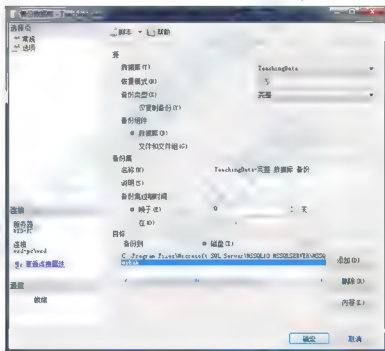 选择页
常规
选项
脚本 帮助
源
数据库(T) TeachingData
恢复模式(M)
备份类型(K) 完整
仅复制备份(Y)
备份组件
数据库(B)
文件和文件组(G)
备份集
名称(N) TeachingData-完整 数据库 备份
说明(S)
备份集过期时间
晚于(E) 0 天
在(O)
目标
备份到 磁盘(I)
C:\Program Files\Microsoft SQL Server\MSSQL10.MSSQLSERVER\MSSQ
添加(D)
删除(R)
内容(C)
连接
服务器
连接
查看连接属性
进度
就绪
确定 取消